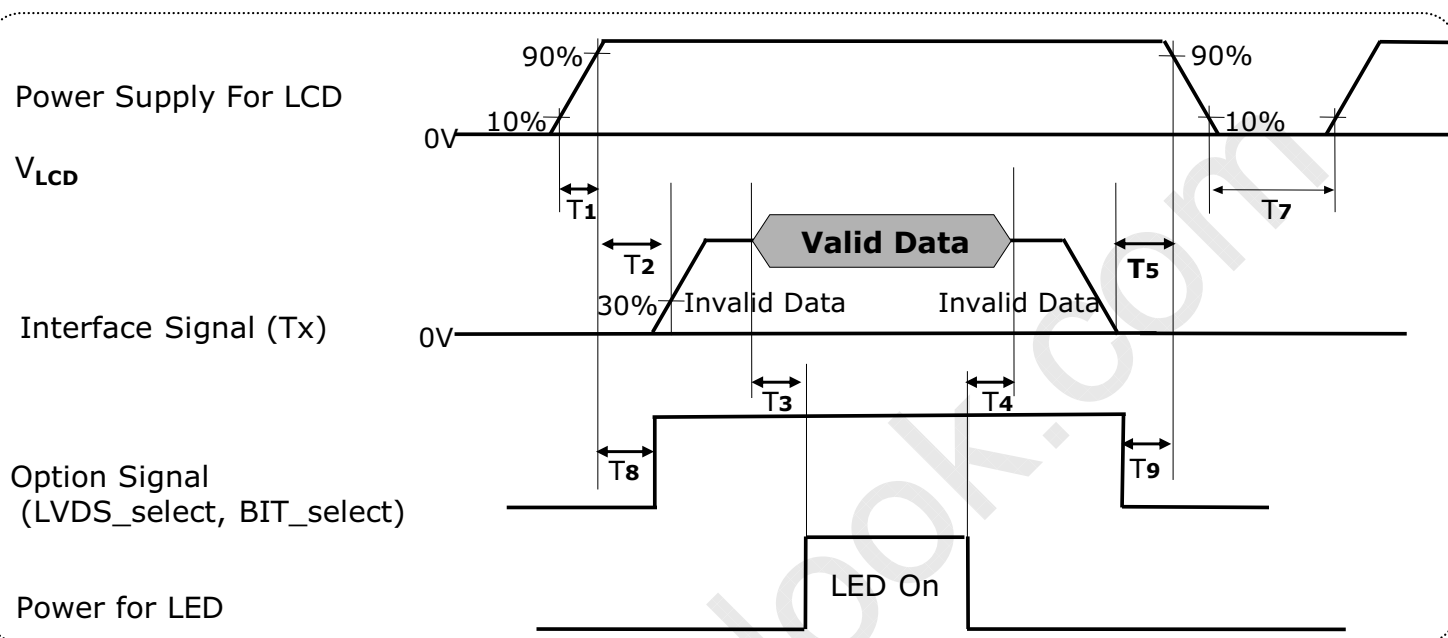 90%
90%
Power Supply For LCD
10%
10%
0V
VLCD
T1
T7
Valid Data
T2
T5
30%
Invalid Data
Invalid Data
Interface Signal (Tx)
0V
T3
T4
T8
T9
Option Signal
(LVDS_select, BIT_select)
LED On
Power for LED
look.com